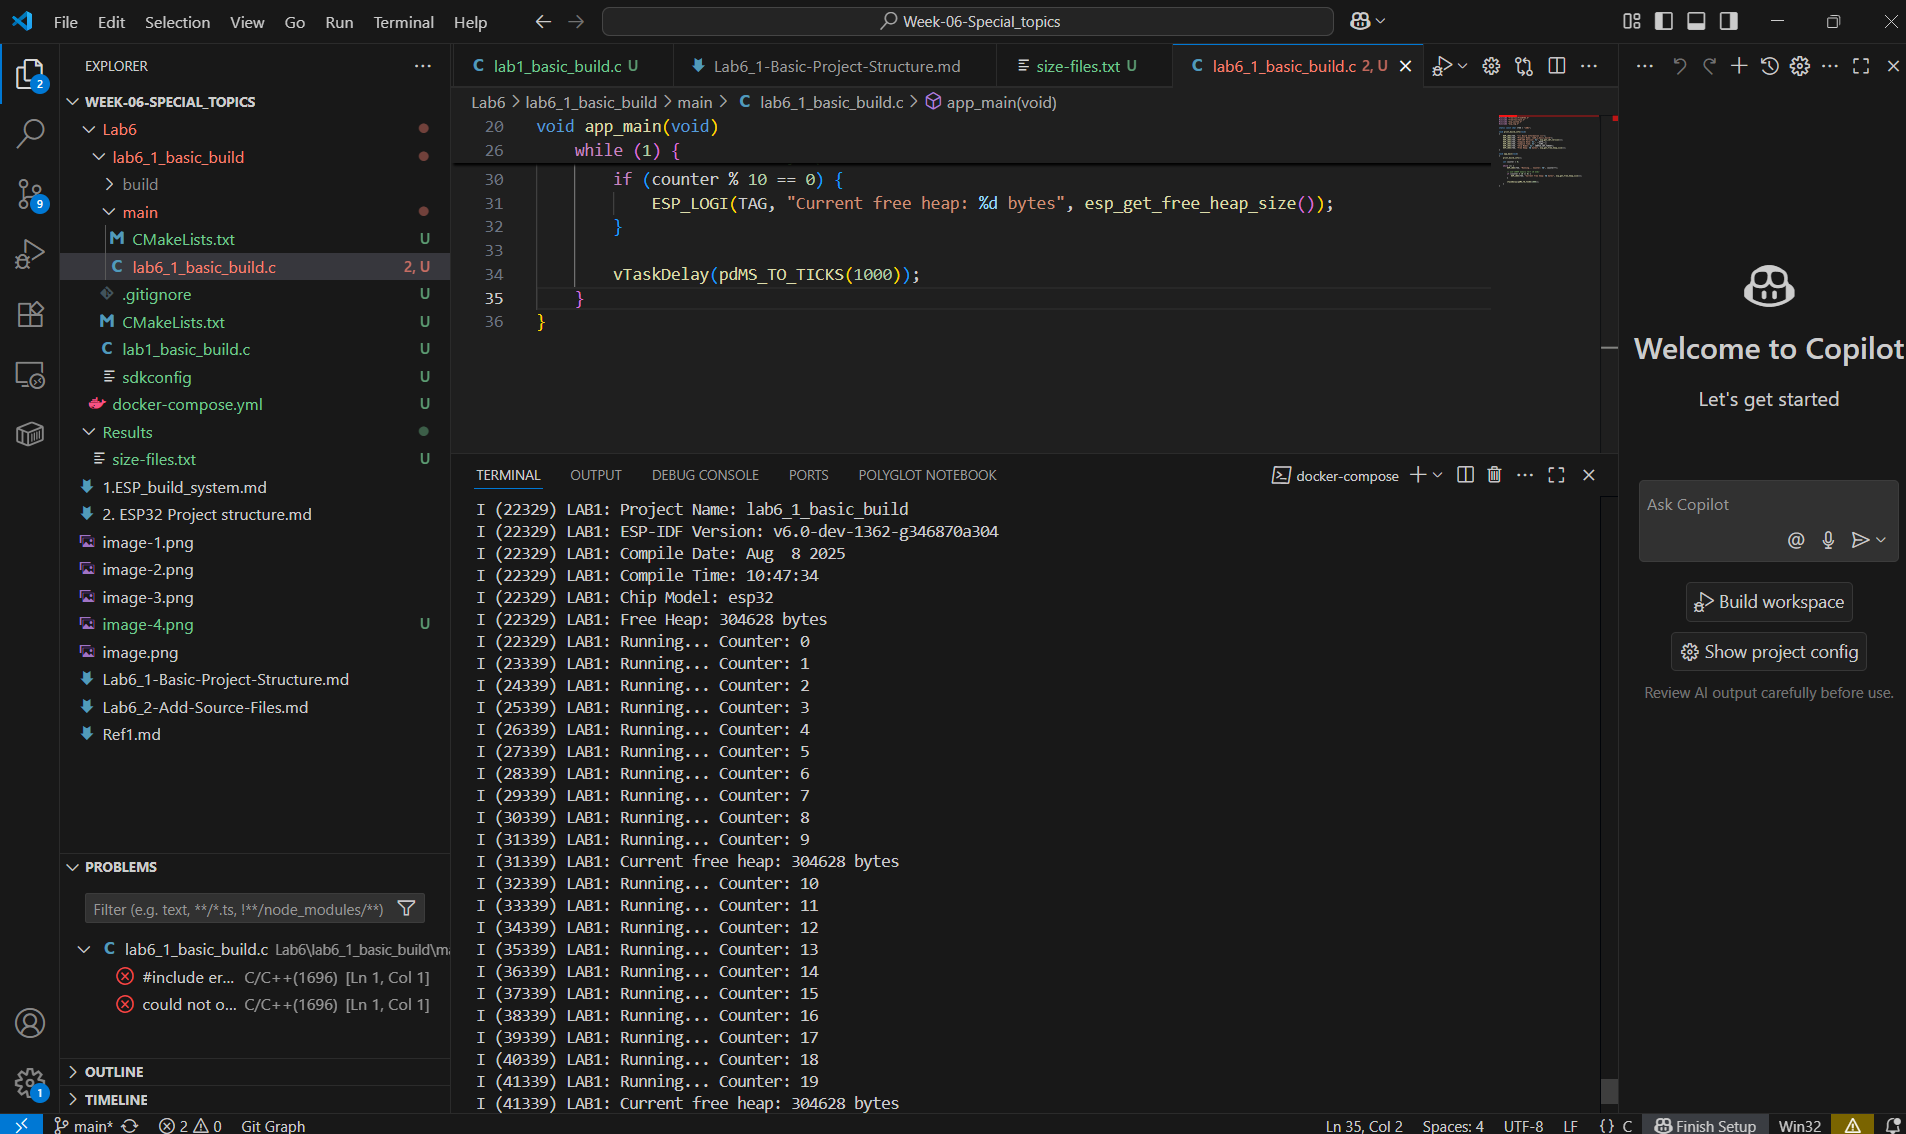 File Edit Selection View Go Run Terminal Help
Week-06-Special_topics
EXPLORER
2
WEEK-06-SPECIAL_TOPICS
Lab6
lab6_1_basic_build
build
main
9
CMakeLists.txt U
lab6_1_basic_build.c 2, U
.gitignore U
CMakeLists.txt U
lab1_basic_build.c U
sdkconfig U
docker-compose.yml U
Results
size-files.txt U
1.ESP_build_system.md
2. ESP32 Project structure.md
image-1.png
image-2.png
image-3.png
image-4.png U
image.png
Lab6_1-Basic-Project-Structure.md
Lab6_2-Add-Source-Files.md
Ref1.md
PROBLEMS
Filter (e.g. text, **/*.ts, !**/node_modules/**)
lab6_1_basic_build.c Lab6\lab6_1_basic_build\m
#include er... C/C++(1696) [Ln 1, Col 1]
could not o... C/C++(1696) [Ln 1, Col 1]
OUTLINE
TIMELINE
1
lab1_basic_build.c U
Lab6_1-Basic-Project-Structure.md
size-files.txt U
lab6_1_basic_build.c 2, U
Lab6 > lab6_1_basic_build > main > C lab6_1_basic_build.c > app_main(void)
20 void app_main(void)
26 while (1) {
30 if (counter % 10 == 0) {
31 ESP_LOGI(TAG, "Current free heap: %d bytes", esp_get_free_heap_size());
32 }
33
34 vTaskDelay(pdMS_TO_TICKS(1000));
35 }
36 }
TERMINAL OUTPUT DEBUG CONSOLE PORTS POLYGLOT NOTEBOOK
docker-compose
I (22329) LAB1: Project Name: lab6_1_basic_build
I (22329) LAB1: ESP-IDF Version: v6.0-dev-1362-g346870a304
I (22329) LAB1: Compile Date: Aug  8 2025
I (22329) LAB1: Compile Time: 10:47:34
I (22329) LAB1: Chip Model: esp32
I (22329) LAB1: Free Heap: 304628 bytes
I (22329) LAB1: Running... Counter: 0
I (23339) LAB1: Running... Counter: 1
I (24339) LAB1: Running... Counter: 2
I (25339) LAB1: Running... Counter: 3
I (26339) LAB1: Running... Counter: 4
I (27339) LAB1: Running... Counter: 5
I (28339) LAB1: Running... Counter: 6
I (29339) LAB1: Running... Counter: 7
I (30339) LAB1: Running... Counter: 8
I (31339) LAB1: Running... Counter: 9
I (31339) LAB1: Current free heap: 304628 bytes
I (32339) LAB1: Running... Counter: 10
I (33339) LAB1: Running... Counter: 11
I (34339) LAB1: Running... Counter: 12
I (35339) LAB1: Running... Counter: 13
I (36339) LAB1: Running... Counter: 14
I (37339) LAB1: Running... Counter: 15
I (38339) LAB1: Running... Counter: 16
I (39339) LAB1: Running... Counter: 17
I (40339) LAB1: Running... Counter: 18
I (41339) LAB1: Running... Counter: 19
I (41339) LAB1: Current free heap: 304628 bytes
Welcome to Copilot
Let's get started
Ask Copilot
@
Build workspace
Show project config
Review AI output carefully before use.
main* 2 0 Git Graph
Ln 35, Col 2 Spaces: 4 UTF-8 LF {} C Finish Setup Win32